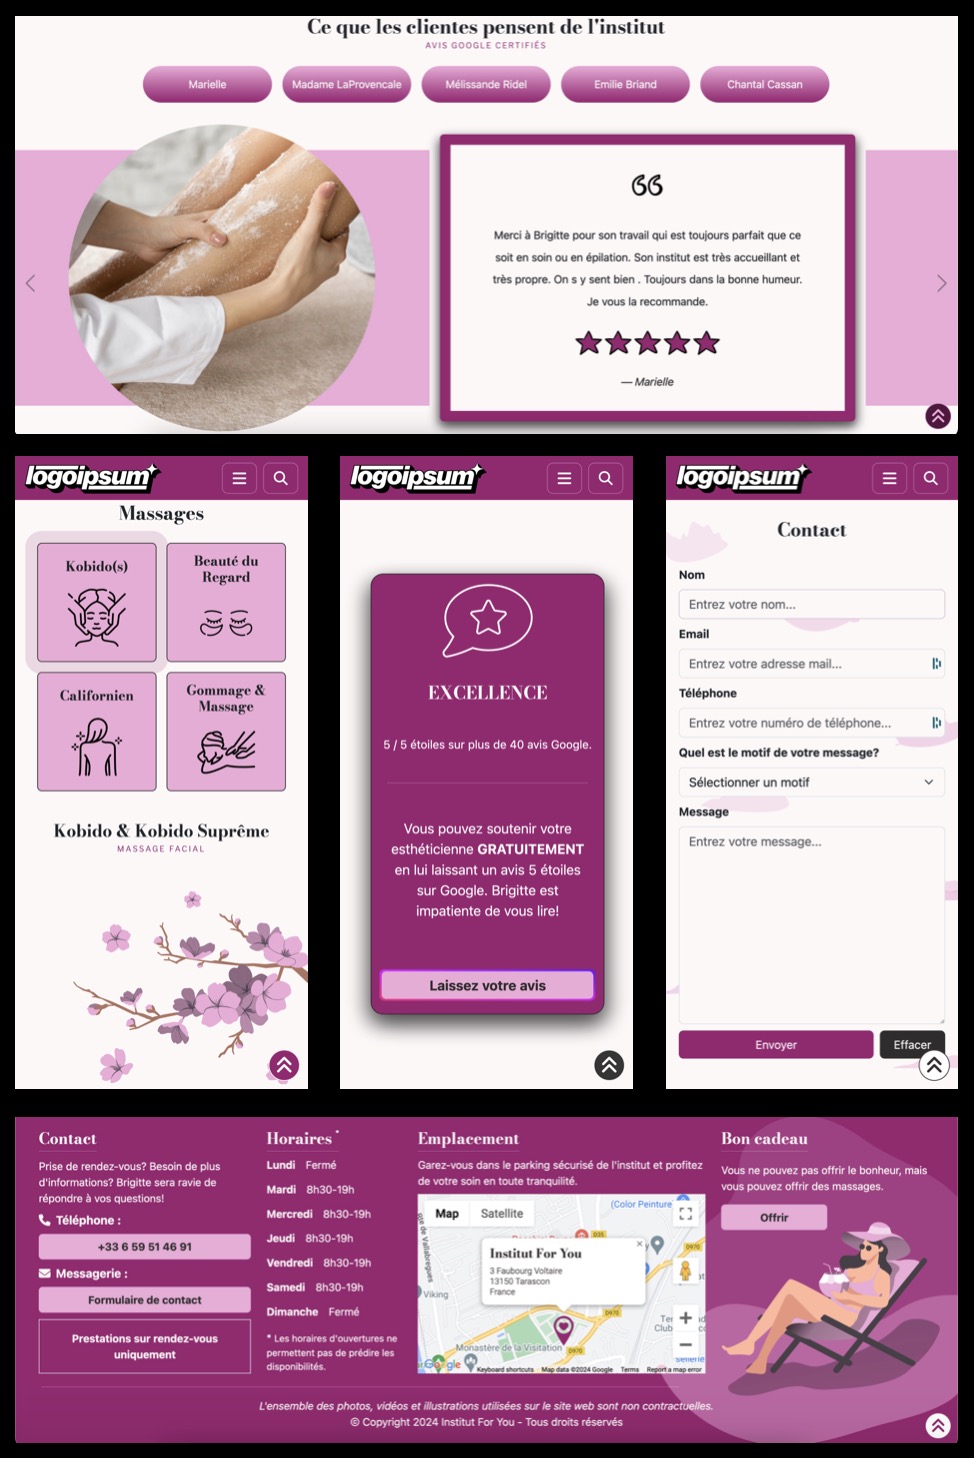 Ce que les clientes pensent de l'institut
AVIS GOOGLE CERTIFIÉS
Marielle
Madame LaProvencale
Mélissande Ridel
Emilie Briand
Chantal Cassan
Merci à Brigitte pour son travail qui est toujours parfait que ce
soit en soin ou en épilation. Son institut est très accueillant et
très propre. On s y sent bien . Toujours dans la bonne humeur.
Je vous la recommande.
— Marielle
logoipsum
Massages
Kobido(s)
Beauté du
Regard
Californien
Gommage &
Massage
Kobido & Kobido Suprême
MASSAGE FACIAL
logoipsum
EXCELLENCE
5 / 5 étoiles sur plus de 40 avis Google.
Vous pouvez soutenir votre
esthéticienne GRATUITEMENT
en lui laissant un avis 5 étoiles
sur Google. Brigitte est
impatiente de vous lire!
Laissez votre avis
logoipsum
Contact
Nom
Entrez votre nom...
Email
Entrez votre adresse mail...
Téléphone
Entrez votre numéro de téléphone...
Quel est le motif de votre message?
Sélectionner un motif
Message
Entrez votre message...
Envoyer
Effacer
Contact
Prise de rendez-vous? Besoin de plus
d'informations? Brigitte sera ravie de
répondre à vos questions!
Téléphone :
+33 6 59 51 46 91
Messagerie :
Formulaire de contact
Prestations sur rendez-vous
uniquement
Horaires *
Lundi Fermé
Mardi 8h30-19h
Mercredi 8h30-19h
Jeudi 8h30-19h
Vendredi 8h30-19h
Samedi 8h30-19h
Dimanche Fermé
* Les horaires d'ouvertures ne
permettent pas de prédire les
disponibilités.
Emplacement
Garez-vous dans le parking sécurisé de l'institut et profitez
de votre soin en toute tranquilité.
Map
Satellite
(Color Peinture
D35
D970
Institut For You
3 Faubourg Voltaire
13150 Tarascon
France
Viking
D970
Monastère de la Visitation
D970
Google
Keyboard shortcuts
Map data ©2024 Google
Terms
Report a map error
Bon cadeau
Vous ne pouvez pas offrir le bonheur, mais
vous pouvez offrir des massages.
Offrir
L'ensemble des photos, vidéos et illustrations utilisées sur le site web sont non contractuelles.
© Copyright 2024 Institut For You - Tous droits réservés